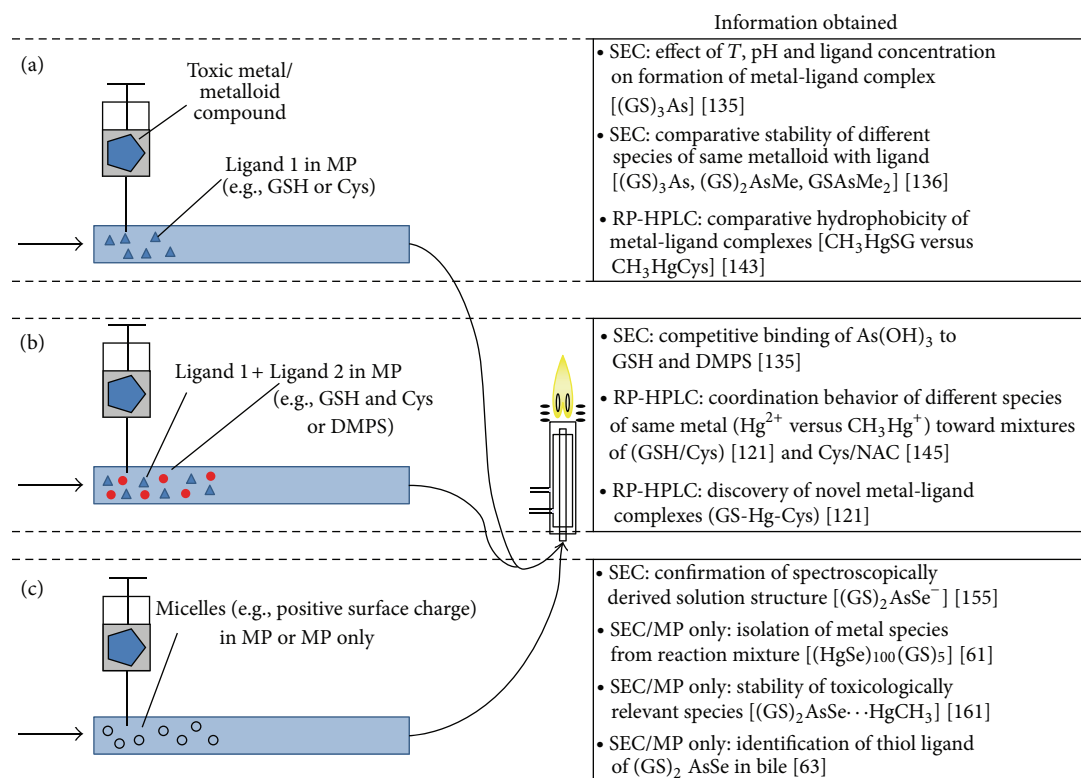 Information obtained
(a)
Toxic metal/
metalloid
compound
Ligand 1 in MP
(e.g., GSH or Cys)
• SEC: effect of T, pH and ligand concentration
on formation of metal-ligand complex
[(GS)₃As] [135]
• SEC: comparative stability of different
species of same metalloid with ligand
[(GS)₃As, (GS)₂AsMe, GSAsMe₂] [136]
• RP-HPLC: comparative hydrophobicity of
metal-ligand complexes [CH₃HgSG versus
CH₃HgCys] [143]
(b)
Ligand 1 + Ligand 2 in MP
(e.g., GSH and Cys
or DMPS)
• SEC: competitive binding of As(OH)₃ to
GSH and DMPS [135]
• RP-HPLC: coordination behavior of different species
of same metal (Hg²⁺ versus CH₃Hg⁺) toward mixtures
of (GSH/Cys) [121] and Cys/NAC [145]
• RP-HPLC: discovery of novel metal-ligand
complexes (GS-Hg-Cys) [121]
(c)
Micelles (e.g., positive surface charge)
in MP or MP only
• SEC: confirmation of spectroscopically
derived solution structure [(GS)₂AsSe⁻] [155]
• SEC/MP only: isolation of metal species
from reaction mixture [(HgSe)₁₀₀(GS)₅] [61]
• SEC/MP only: stability of toxicologically
relevant species [(GS)₂AsSe···HgCH₃] [161]
• SEC/MP only: identification of thiol ligand
of (GS)₂ AsSe in bile [63]